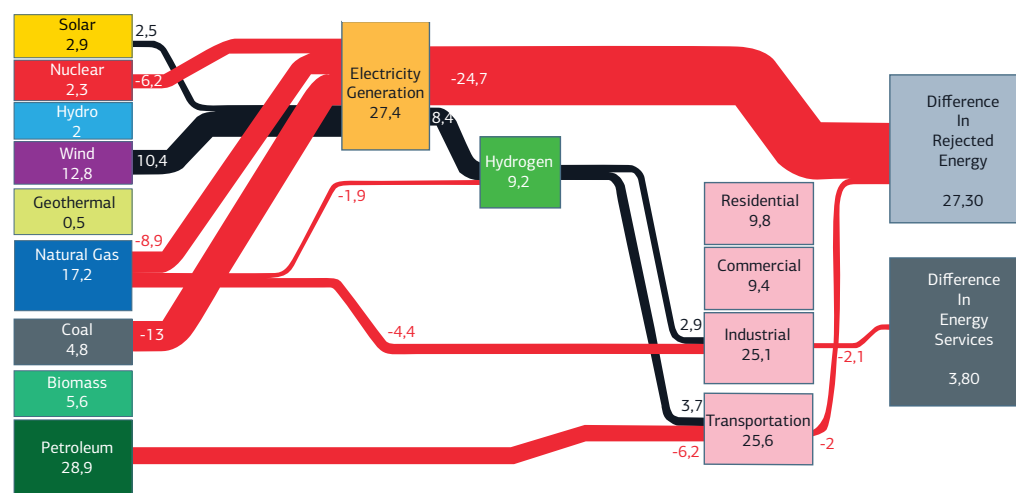 Solar
2,9
2,5
Nuclear
2,3
-6,2
Hydro
2
Wind
12,8
10,4
Geothermal
0,5
-8,9
Natural Gas
17,2
Coal
4,8
-13
Biomass
5,6
Petroleum
28,9
Electricity
Generation
27,4
-24,7
8,4
Hydrogen
9,2
-1,9
-4,4
Residential
9,8
Commercial
9,4
2,9
Industrial
25,1
3,7
Transportation
25,6
-6,2
-2,1
-2
Difference
In
Rejected
Energy
27,30
Difference
In
Energy
Services
3,80